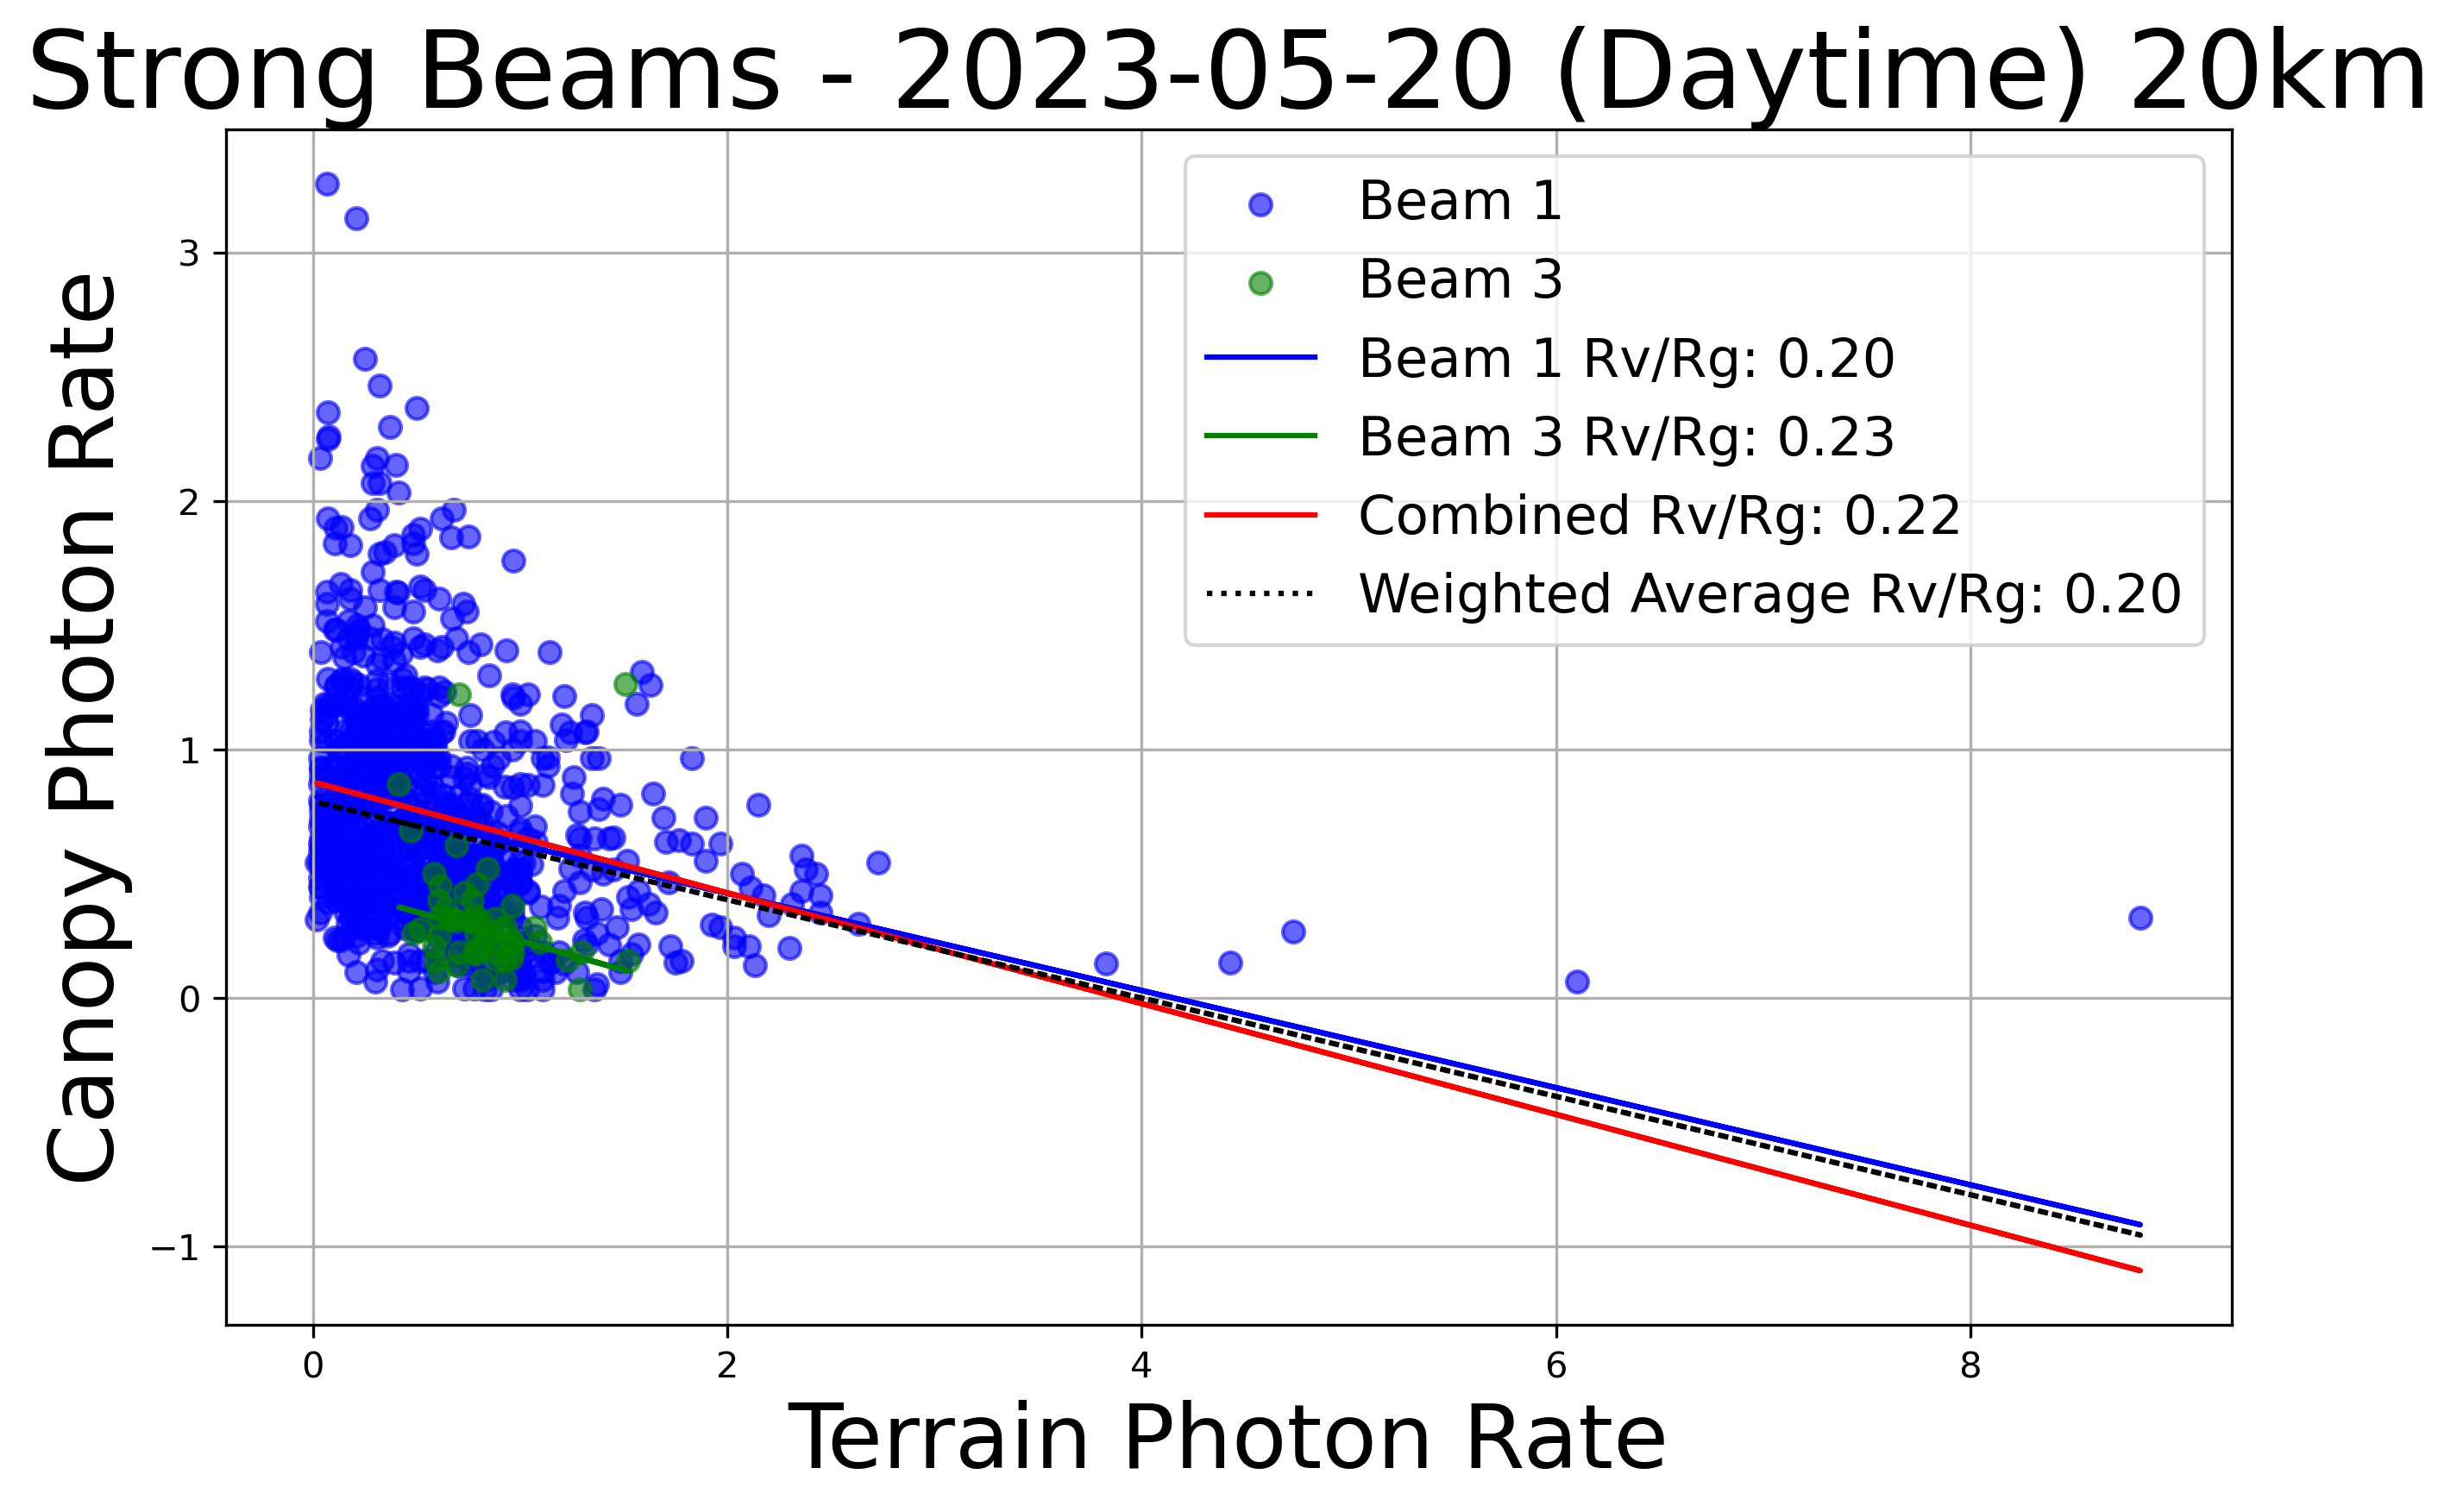 Strong Beams - 2023-05-20 (Daytime) 20km
Canopy Photon Rate
3
2
1
0
−1
Beam 1
Beam 3
Beam 1 Rv/Rg: 0.20
Beam 3 Rv/Rg: 0.23
Combined Rv/Rg: 0.22
Weighted Average Rv/Rg: 0.20
0 2 4 6 8
Terrain Photon Rate